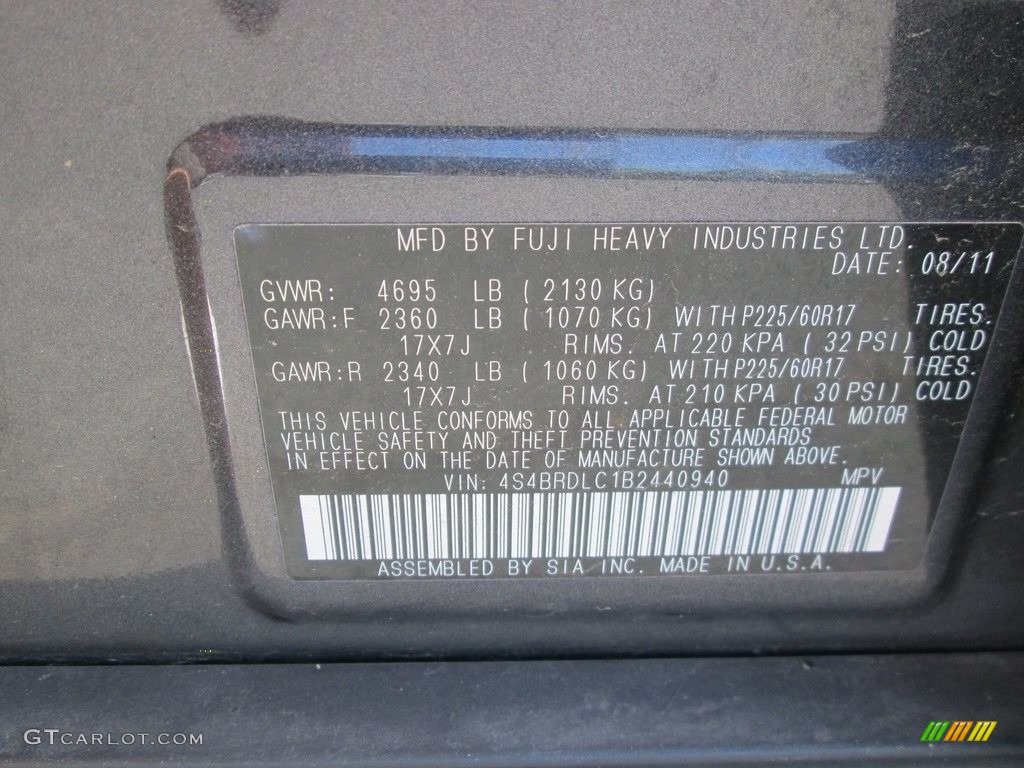 MFD BY FUJI HEAVY INDUSTRIES LTD.
DATE: 08/11
GVWR: 4695 LB ( 2130 KG)
GAWR:F 2360 LB ( 1070 KG) WITH P225/60R17 TIRES.
17X7J RIMS. AT 220 KPA ( 32 PSI) COLD
GAWR:R 2340 LB ( 1060 KG) WITH P225/60R17 TIRES.
17X7J RIMS. AT 210 KPA ( 30 PSI) COLD
THIS VEHICLE CONFORMS TO ALL APPLICABLE FEDERAL MOTOR
VEHICLE SAFETY AND THEFT PREVENTION STANDARDS
IN EFFECT ON THE DATE OF MANUFACTURE SHOWN ABOVE.
VIN: 4S4BRDLC1B2440940 MPV
ASSEMBLED BY SIA INC. MADE IN U.S.A.
GTCARLOT.COM